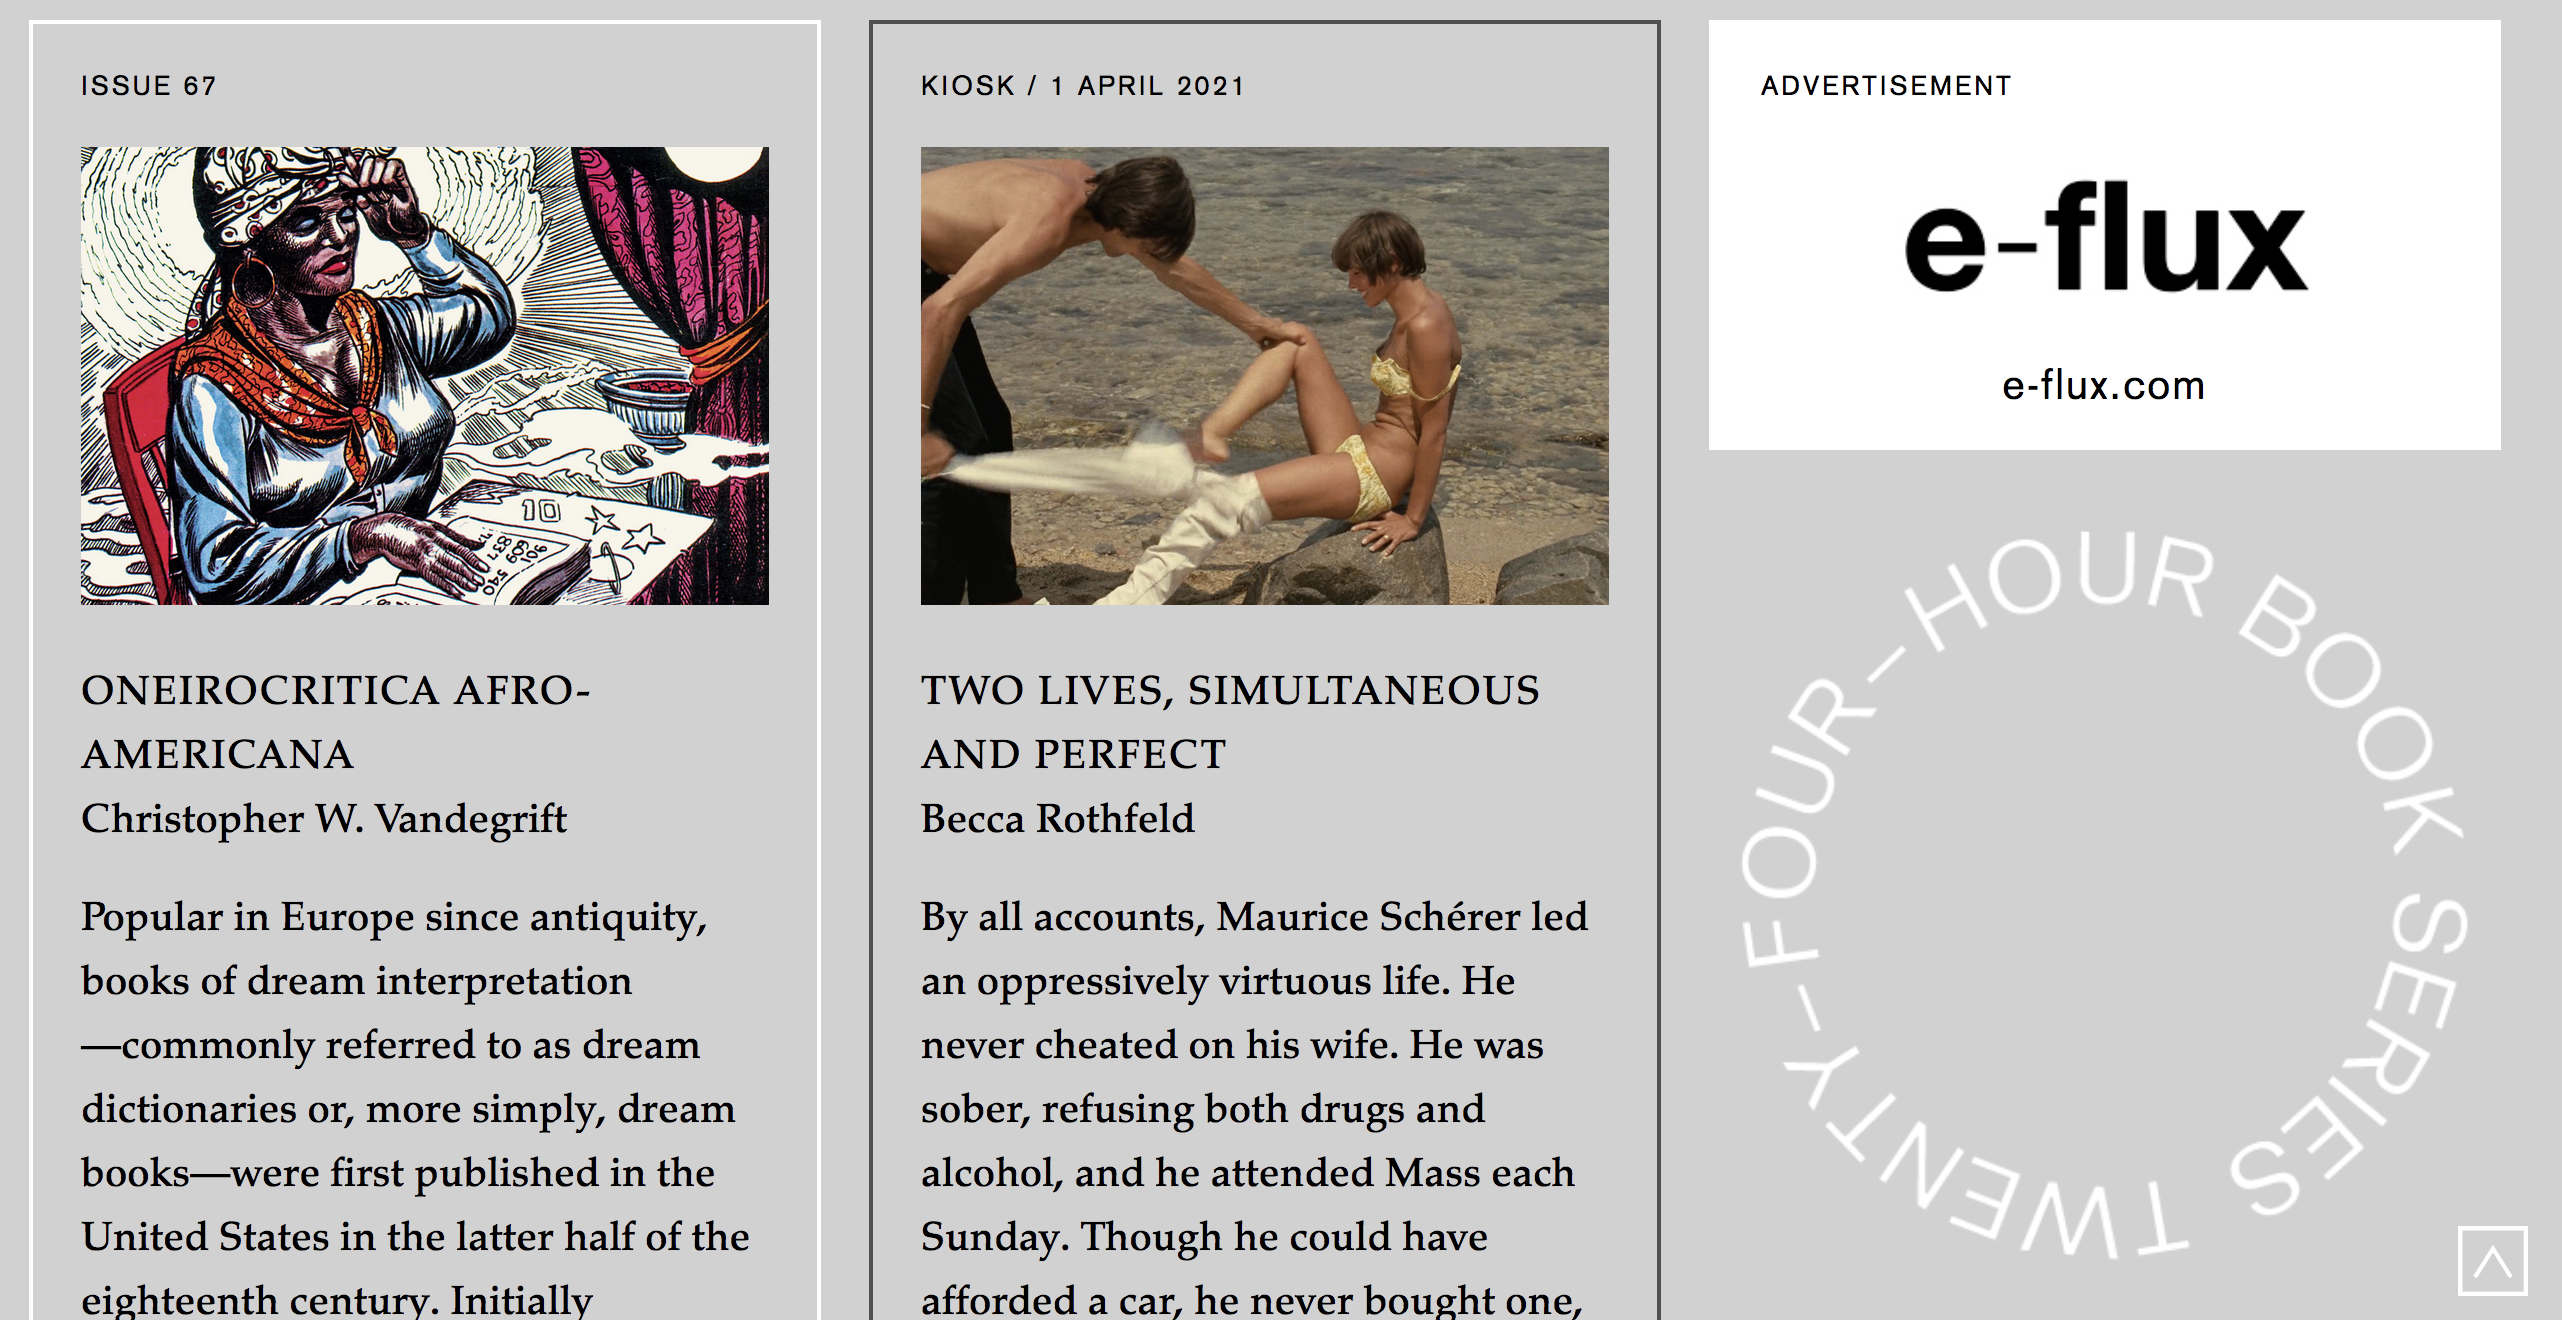 ISSUE 67
10
ONEIROCRITICA AFRO-
AMERICANA
Christopher W. Vandegrift
Popular in Europe since antiquity,
books of dream interpretation
—commonly referred to as dream
dictionaries or, more simply, dream
books—were first published in the
United States in the latter half of the
eighteenth century. Initially
KIOSK / 1 APRIL 2021
TWO LIVES, SIMULTANEOUS
AND PERFECT
Becca Rothfeld
By all accounts, Maurice Schérer led
an oppressively virtuous life. He
never cheated on his wife. He was
sober, refusing both drugs and
alcohol, and he attended Mass each
Sunday. Though he could have
afforded a car, he never bought one,
ADVERTISEMENT
e-flux
e-flux.com
TWENTY-FOUR-HOUR BOOK SERIES